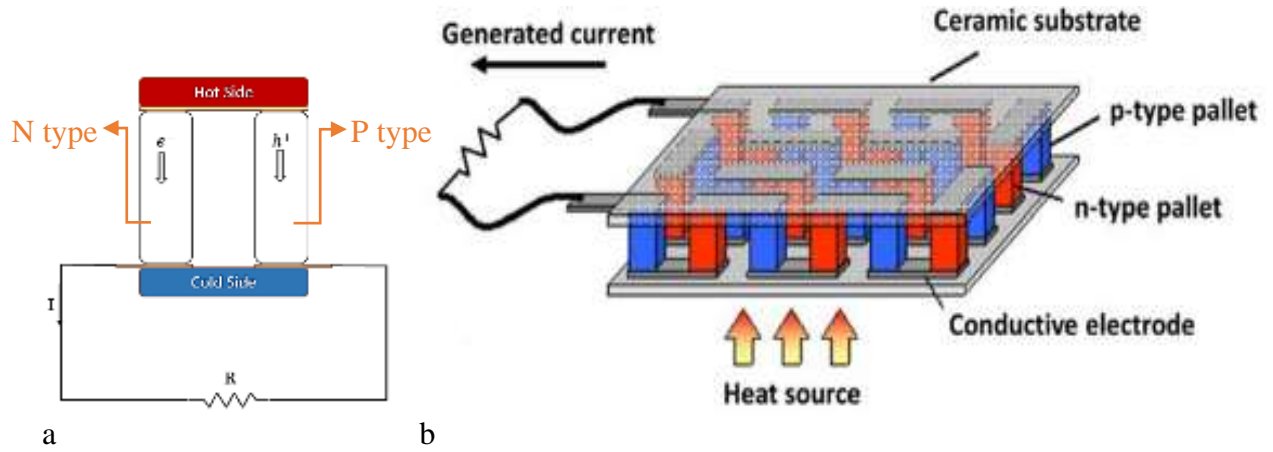 Hot Side
N type
P type
e
h+
Cold Side
I
R
a
Generated current
Ceramic substrate
p-type pallet
n-type pallet
Conductive electrode
Heat source
b